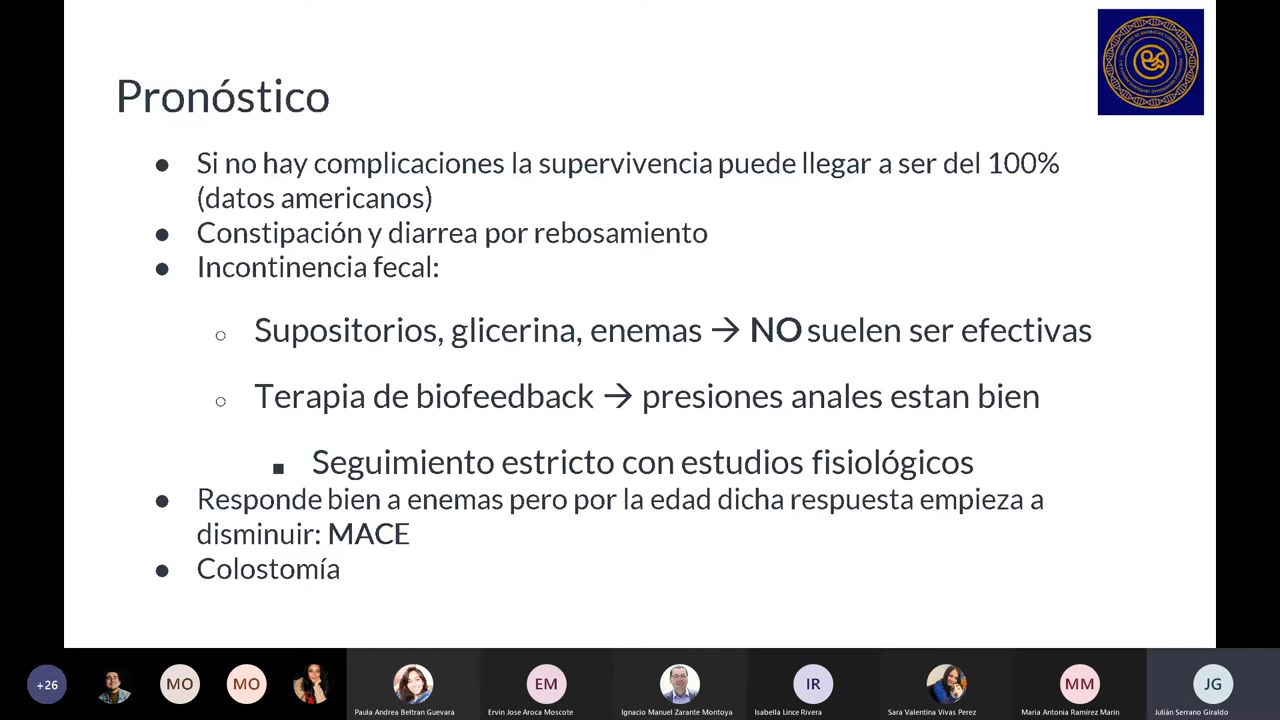 Pronóstico
● Si no hay complicaciones la supervivencia puede llegar a ser del 100%
(datos americanos)
● Constipación y diarrea por rebosamiento
● Incontinencia fecal:
○ Supositorios, glicerina, enemas → NO suelen ser efectivas
○ Terapia de biofeedback → presiones anales estan bien
■ Seguimiento estricto con estudios fisiológicos
● Responde bien a enemas pero por la edad dicha respuesta empieza a
disminuir: MACE
● Colostomía
+26
MO
MO
Paula Andrea Beltran Guevara
EM
Ervin Jose Aroca Moscote
Ignacio Manuel Zarante Montoya
IR
Isabella Lince Rivera
Sara Valentina Vivas Perez
MM
Maria Antonia Ramirez Marin
JG
Julián Serrano Giraldo